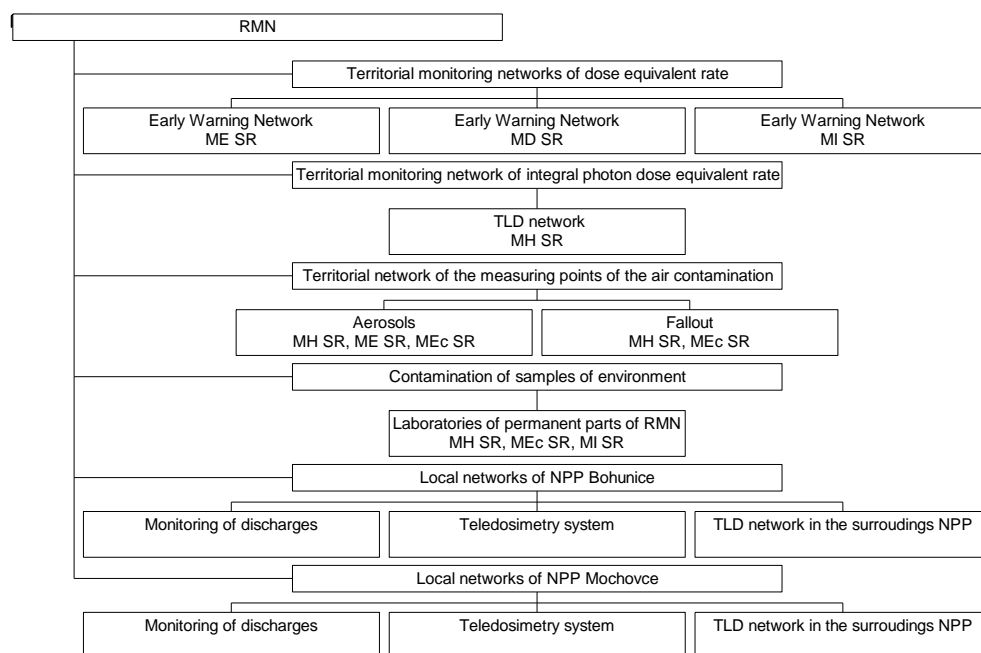 RMN
Territorial monitoring networks of dose equivalent rate
Early Warning Network
ME SR
Early Warning Network
MD SR
Early Warning Network
MI SR
Territorial monitoring network of integral photon dose equivalent rate
TLD network
MH SR
Territorial network of the measuring points of the air contamination
Aerosols
MH SR, ME SR, MEc SR
Fallout
MH SR, MEc SR
Contamination of samples of environment
Laboratories of permanent parts of RMN
MH SR, MEc SR, MI SR
Local networks of NPP Bohunice
Monitoring of discharges
Teledosimetry system
TLD network in the surroudings NPP
Local networks of NPP Mochovce
Monitoring of discharges
Teledosimetry system
TLD network in the surroudings NPP